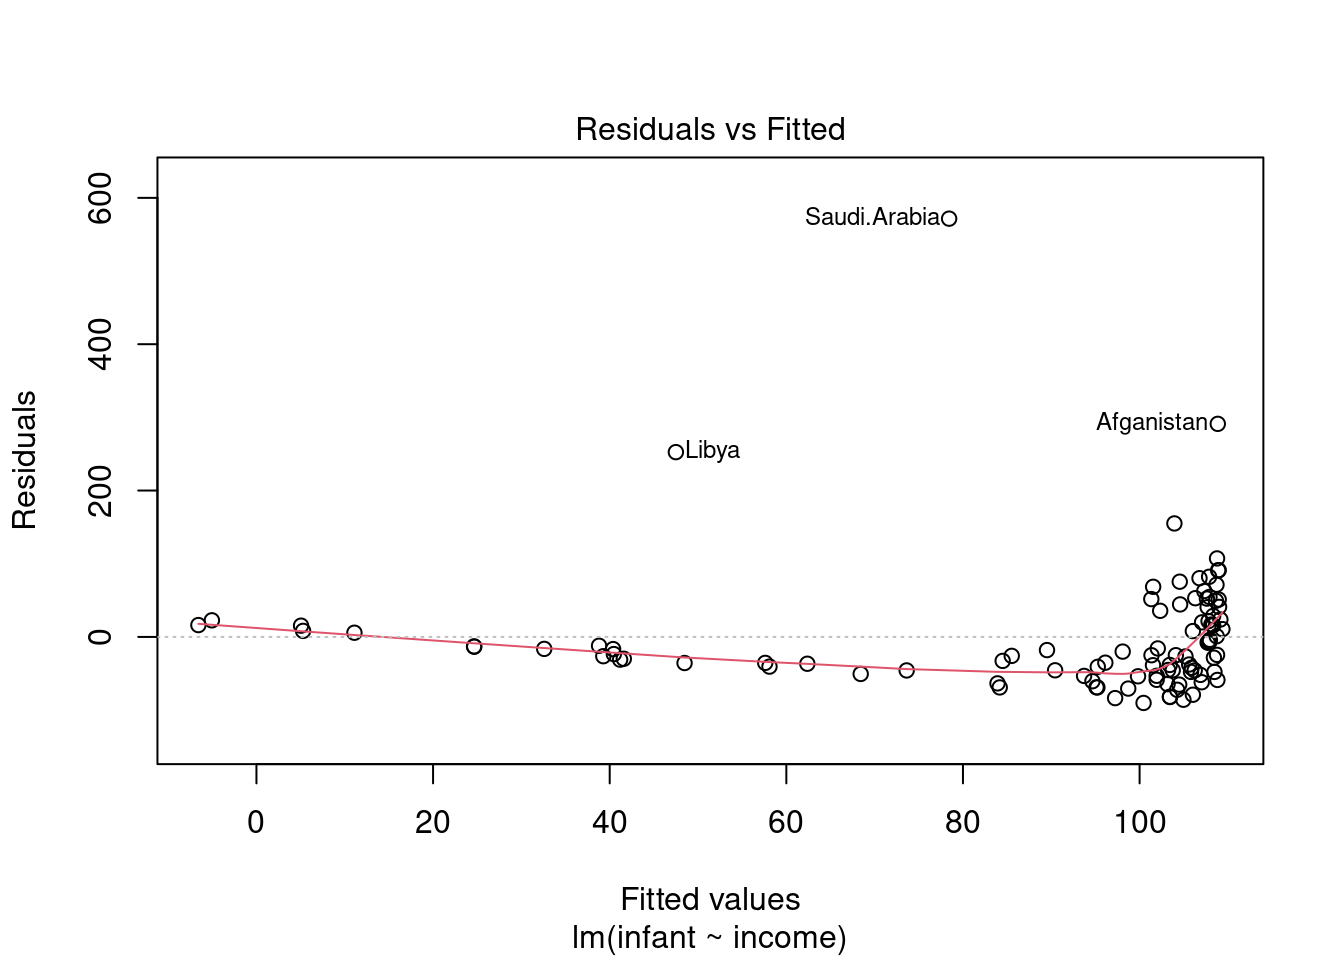 Residuals vs Fitted
Residuals
600
400
200
0
Saudi.Arabia
Afganistan
Libya
0 20 40 60 80 100
Fitted values
lm(infant ~ income)